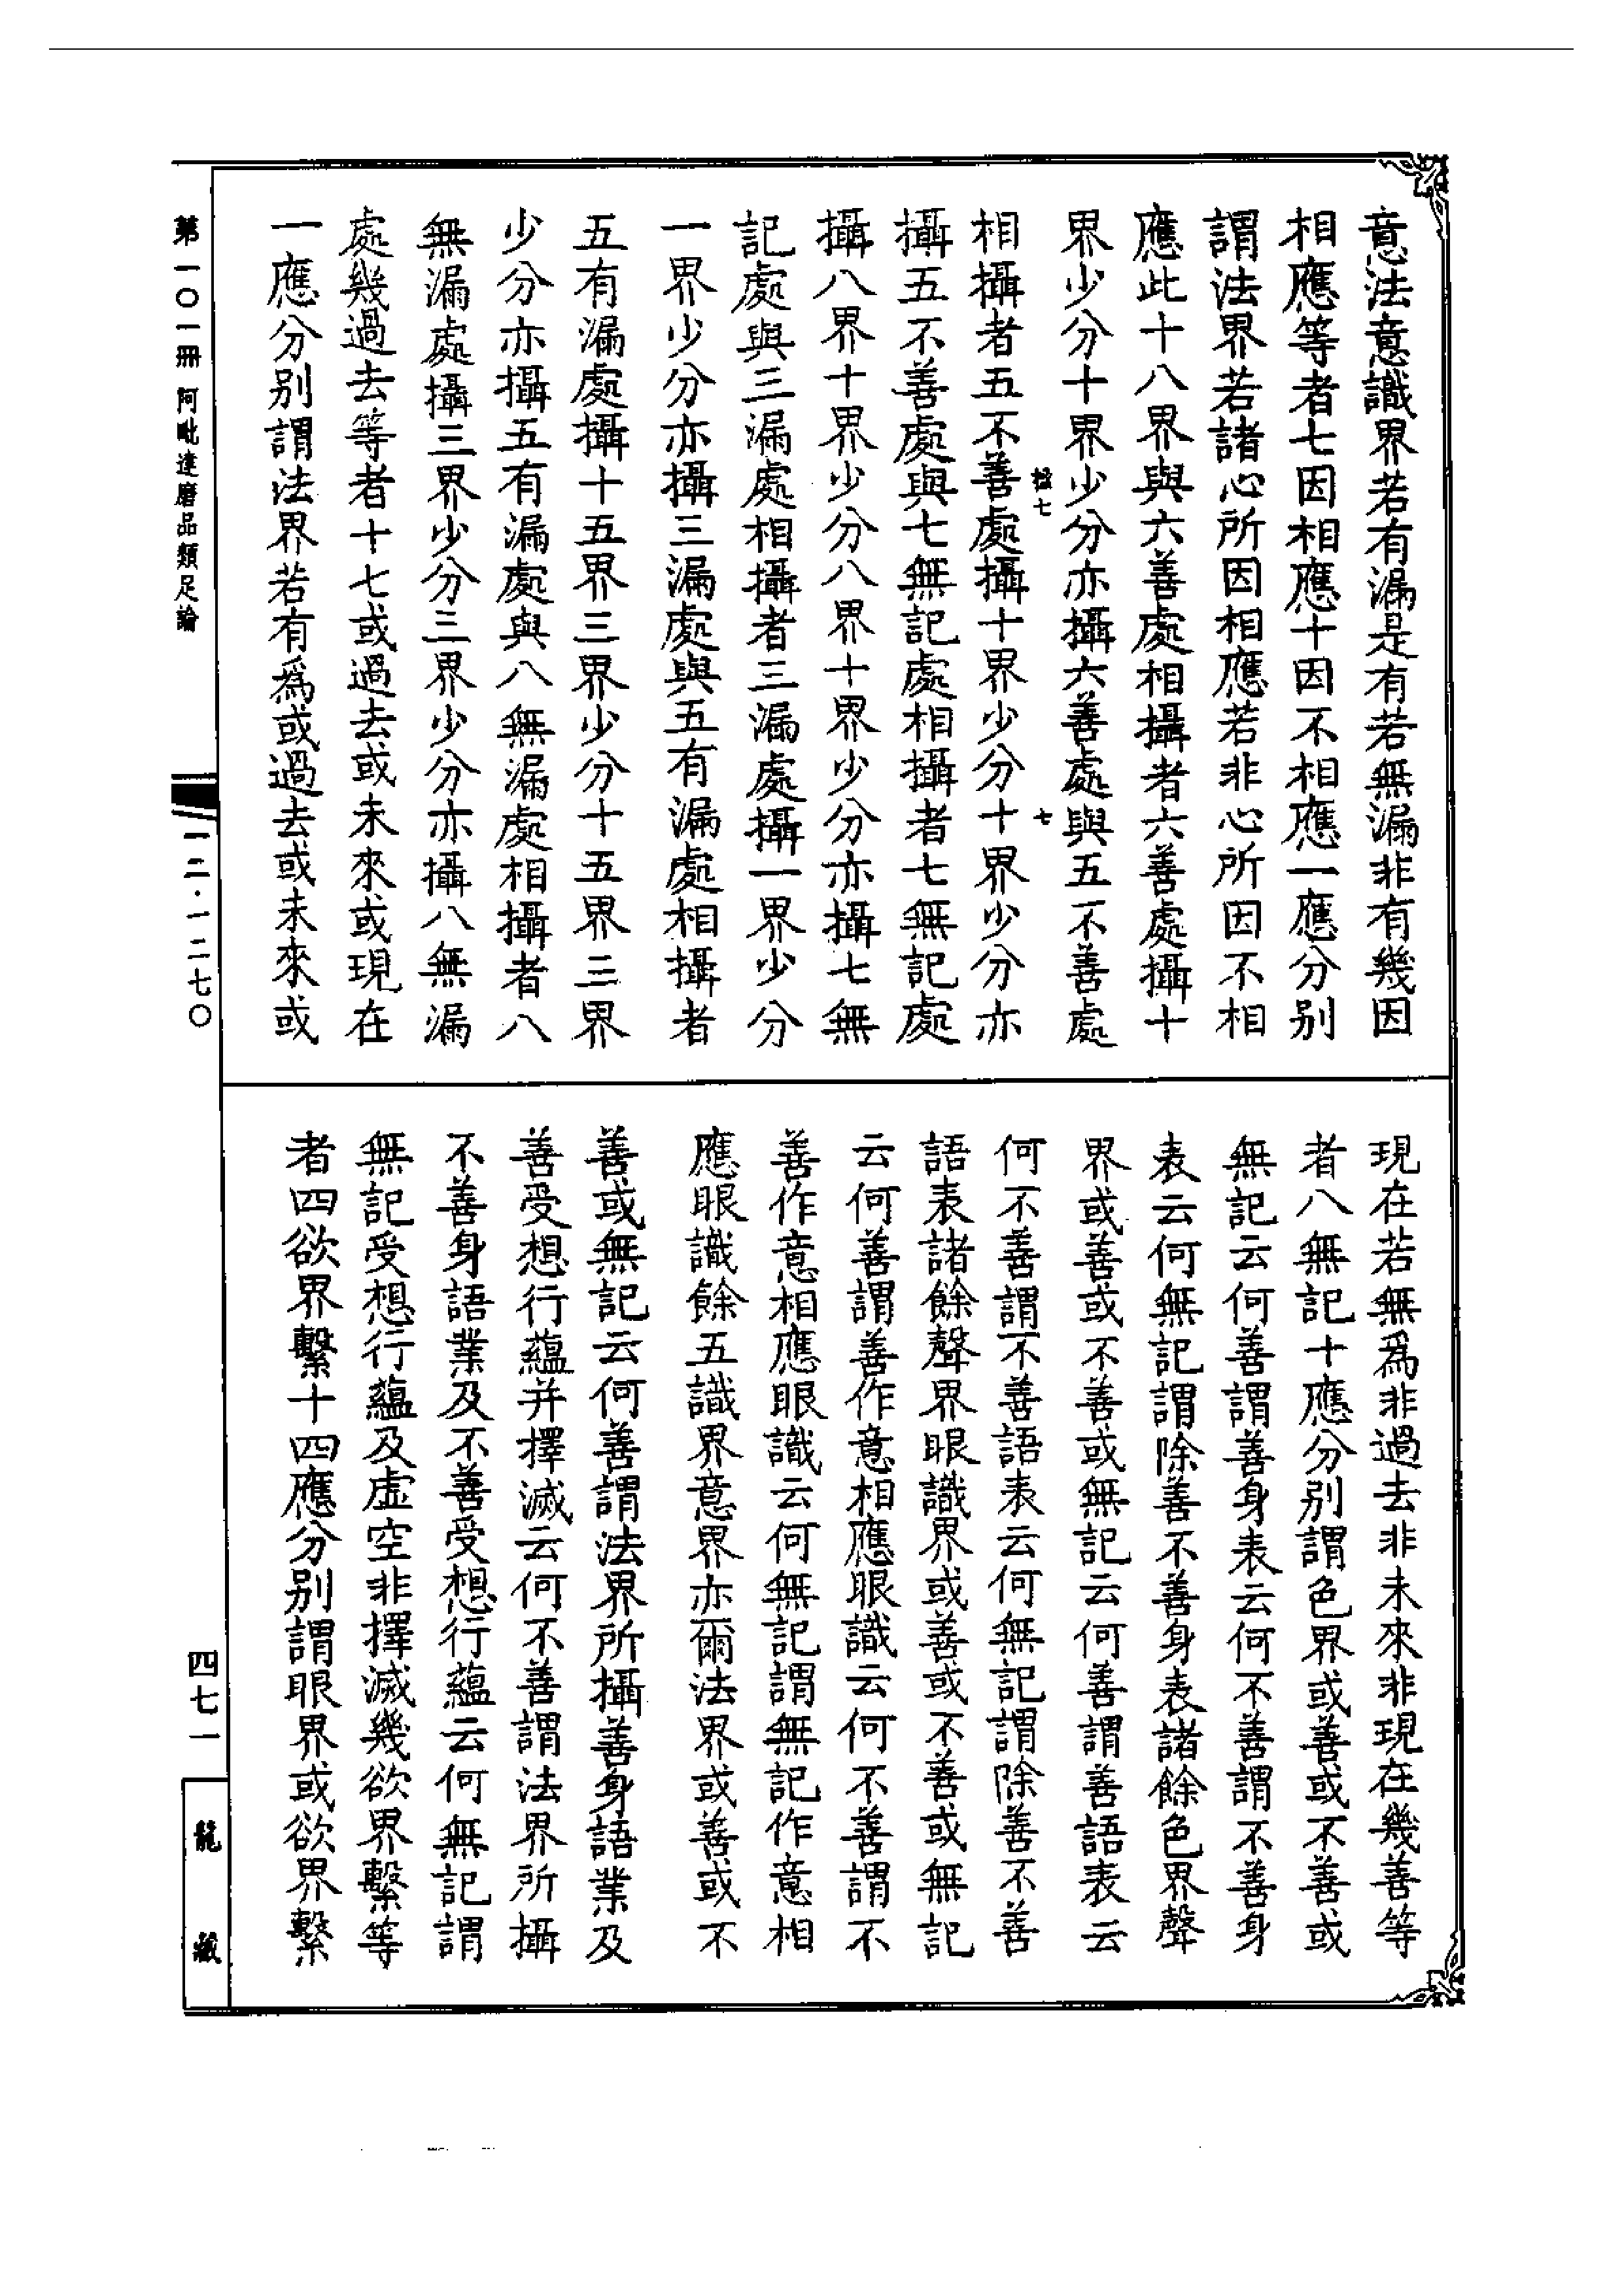 意法意識界若有漏是有若無漏非有幾因
相應等者七因相應十因不相應一應分别
謂法界若諸心所因相應若非心所因不相
應此十八界與六善處相攝者六善處攝十
界少分十界少分亦攝六善處與五不善處
七
相攝者五不善處攝十界少分十界少分亦
攝五不善處與七無記處相攝者七無記處
攝八界十界少分八界十界少分亦攝七無
記處與三漏處相攝者三漏處攝一界少分
一界少分亦攝三漏處與五有漏處相攝者
五有漏處攝十五界三界少分十五界三界
少分亦攝五有漏處與八無漏處相攝者八
無漏處攝三界少分三界少分亦攝八無漏
處幾過去等者十七或過去或未來或現在
一應分别謂法界若有爲或過去或未來或
現在若無爲非過去非未來非現在幾善等
者八無記十應分别謂色界或善或不善或
無記云何善謂善身表云何不善謂不善身
表云何無記謂除善不善身表諸餘色界聲
界或善或不善或無記云何善謂善語表云
何不善謂不善語表云何無記謂除善不善
語表諸餘聲界眼識界或善或不善或無記
云何善謂善作意相應眼識云何不善謂不
善作意相應眼識云何無記謂無記作意相
應眼識餘五識界意界亦爾法界或善或不
善或無記云何善謂法界所攝善身語業及
善受想行蘊并擇滅云何不善謂法界所攝
不善身語業及不善受想行蘊云何無記謂
無記受想行蘊及虛空非擇滅幾欲界繫等
者四欲界繫十四應分别謂眼界或欲界繫
第一〇一冊 阿毗達磨品類足論
一二·一二七〇
四七一
龍藏